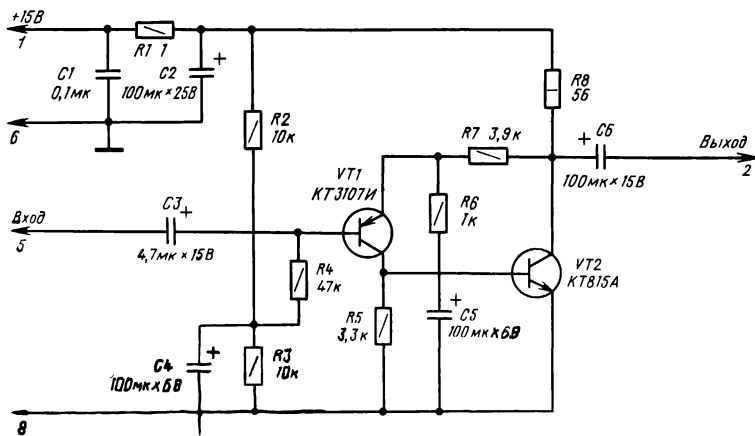 +15В
1
R1 1
C1
0,1мк
C2
+
100мк×25В
6
R2
10к
R8
56
R7 3,9к
+
C6
Выход
2
100мк×15В
VT1
КТ3107И
R6
1к
Вход
5
C3
+
4,7мк×15В
R4
47к
VT2
КТ815А
R5
3,3к
+
C5
100мк×6В
C4
+
100мк×6В
R3
10к
8